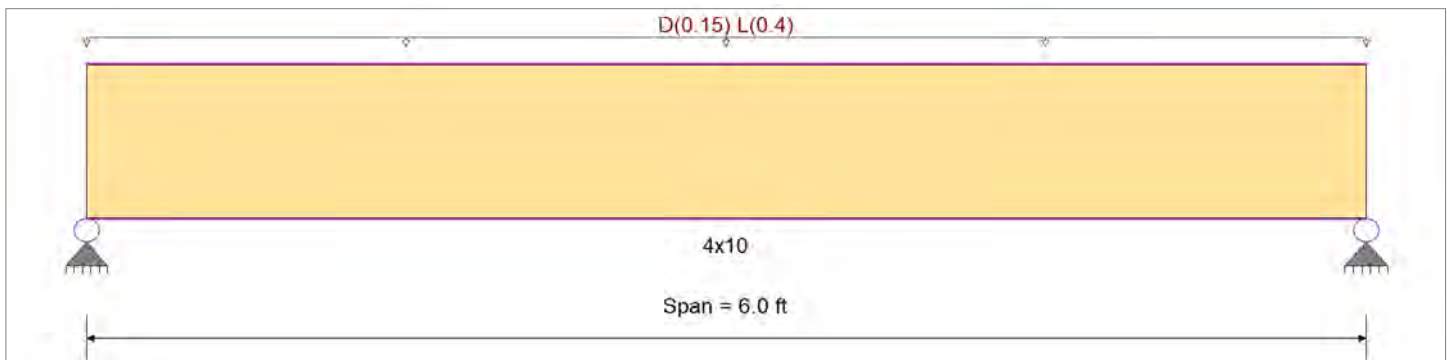 D(0.15) L(0.4)
4x10
Span = 6.0 ft